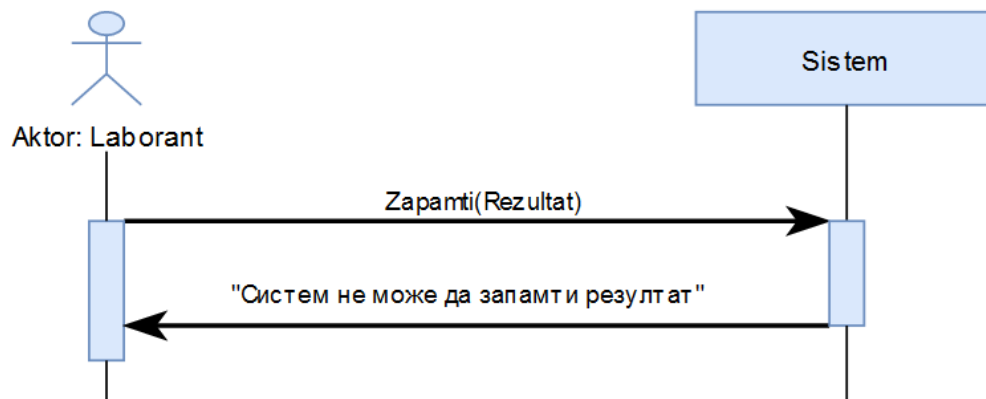 Sistem
Aktor: Laborant
Zapamti(Rezultat)
"Систем не може да запамти резултат"